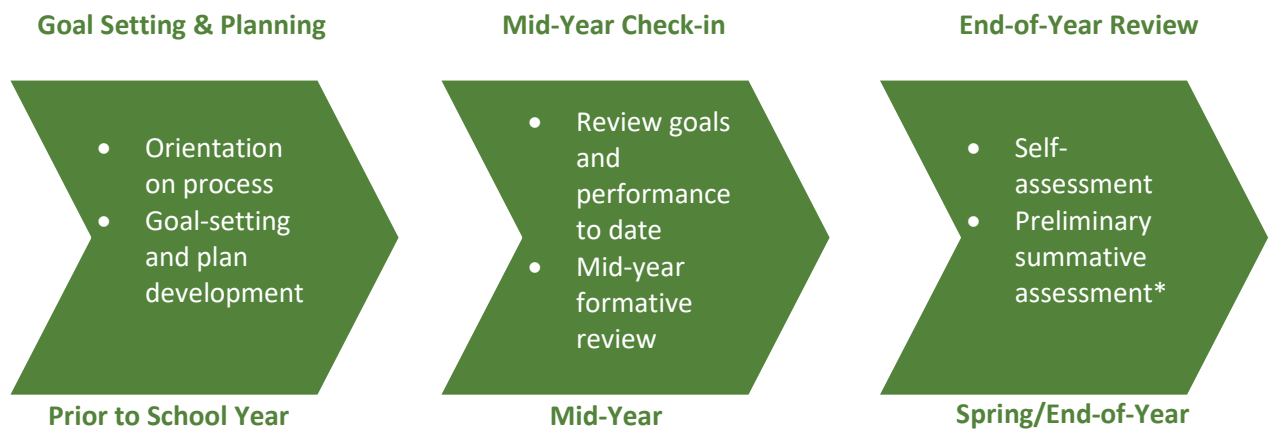 Goal Setting & Planning
Mid-Year Check-in
End-of-Year Review
• Orientation
on process
• Goal-setting
and plan
development
• Review goals
and
performance
to date
• Mid-year
formative
review
• Self-
assessment
• Preliminary
summative
assessment*
Prior to School Year
Mid-Year
Spring/End-of-Year